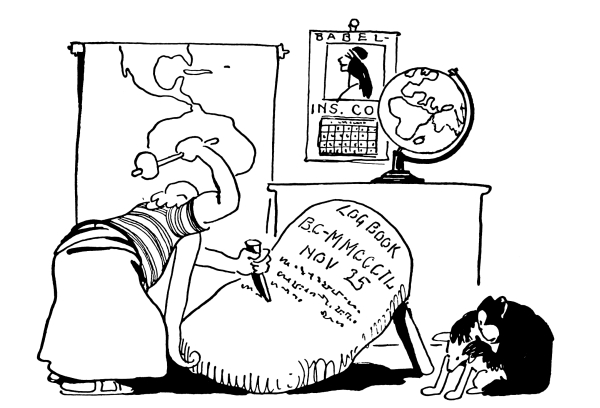 BABEL-
INS. CO
LOG BOOK
B.C-MMCCCIL
NOV 25